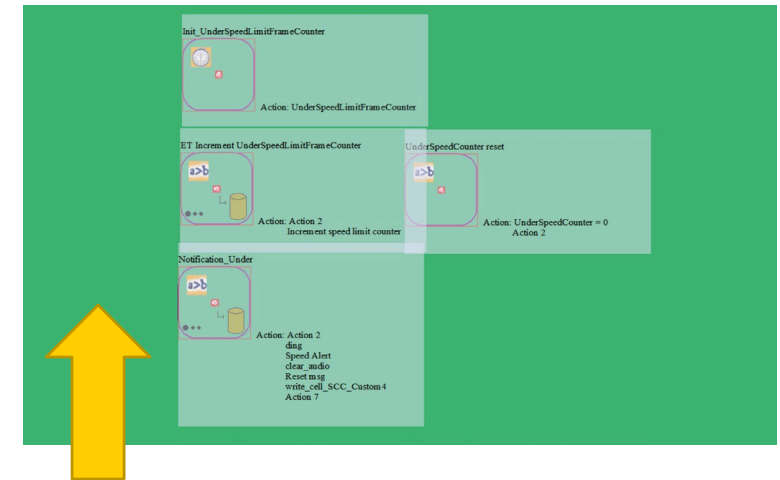 Init_UnderSpeedLimitFrameCounter
Action: UnderSpeedLimitFrameCounter
ET Increment UnderSpeedLimitFrameCounter
a>b
Action: Action 2
Increment speed limit counter
UnderSpeedCounter reset
a>b
Action: UnderSpeedCounter = 0
Action 2
Notification_Under
a>b
Action: Action 2
ding
Speed Alert
clear_audio
Reset msg
write_cell_SCC_Custom4
Action 7